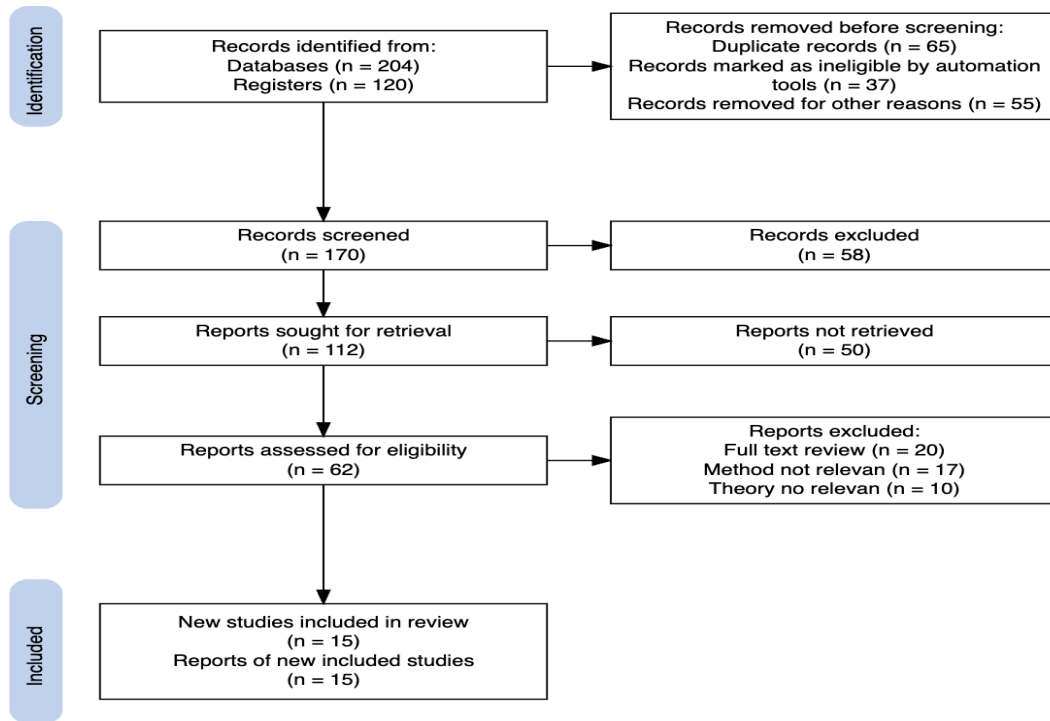 Identification
Records identified from:
Databases (n = 204)
Registers (n = 120)
Records removed before screening:
Duplicate records (n = 65)
Records marked as ineligible by automation
tools (n = 37)
Records removed for other reasons (n = 55)
Screening
Records screened
(n = 170)
Records excluded
(n = 58)
Reports sought for retrieval
(n = 112)
Reports not retrieved
(n = 50)
Reports assessed for eligibility
(n = 62)
Reports excluded:
Full text review (n = 20)
Method not relevan (n = 17)
Theory no relevan (n = 10)
Included
New studies included in review
(n = 15)
Reports of new included studies
(n = 15)